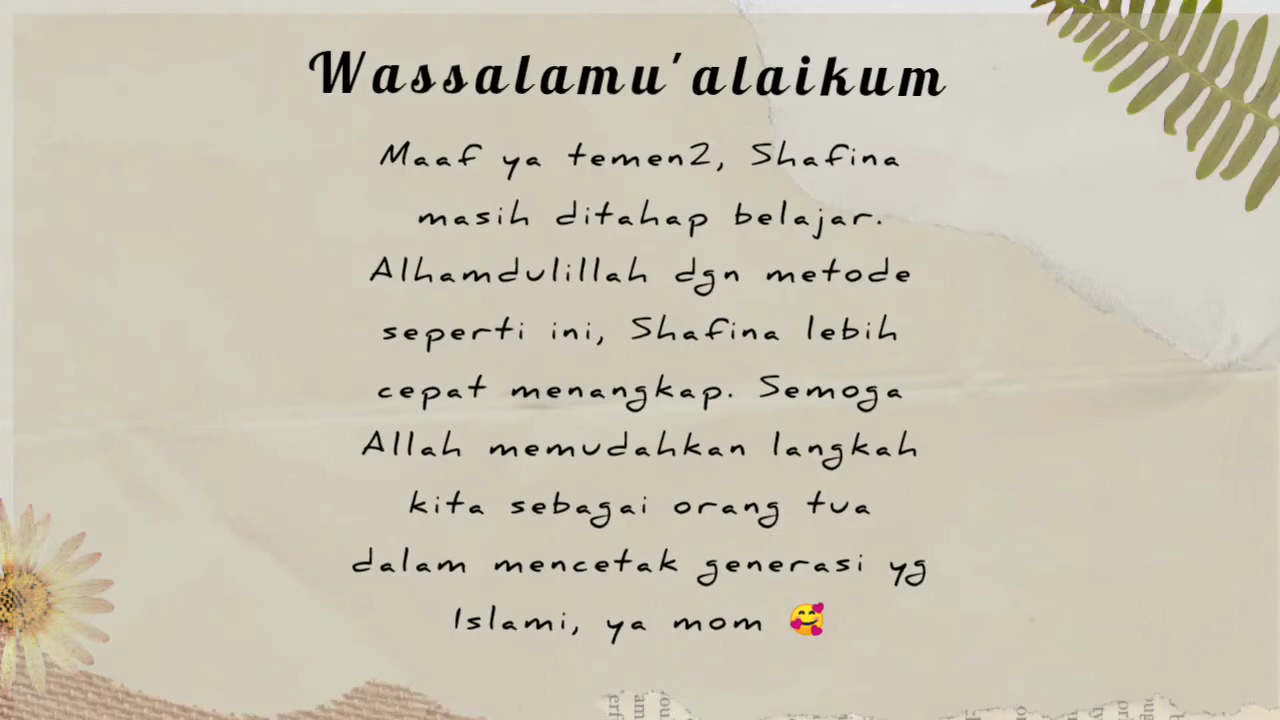 Wassalamu'alaikum
Maaf ya temen2, Shafina
masih ditahap belajar.
Alhamdulillah dgn metode
seperti ini, Shafina lebih
cepat menangkap. Semoga
Allah memudahkan langkah
kita sebagai orang tua
dalam mencetak generasi yg
Islami, ya mom 🥰